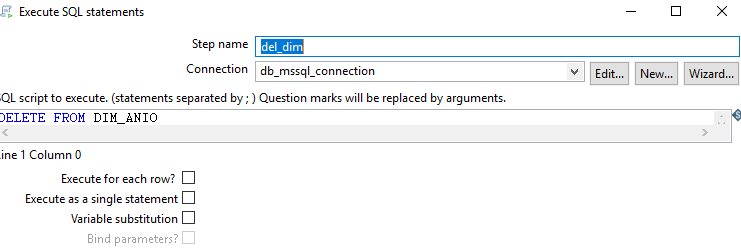 Execute SQL statements
Step name del_dim
Connection db_mssql_connection Edit... New... Wizard...
SQL script to execute. (statements separated by ; ) Question marks will be replaced by arguments.
DELETE FROM DIM_ANIO
Line 1 Column 0
Execute for each row?
Execute as a single statement
Variable substitution
Bind parameters?